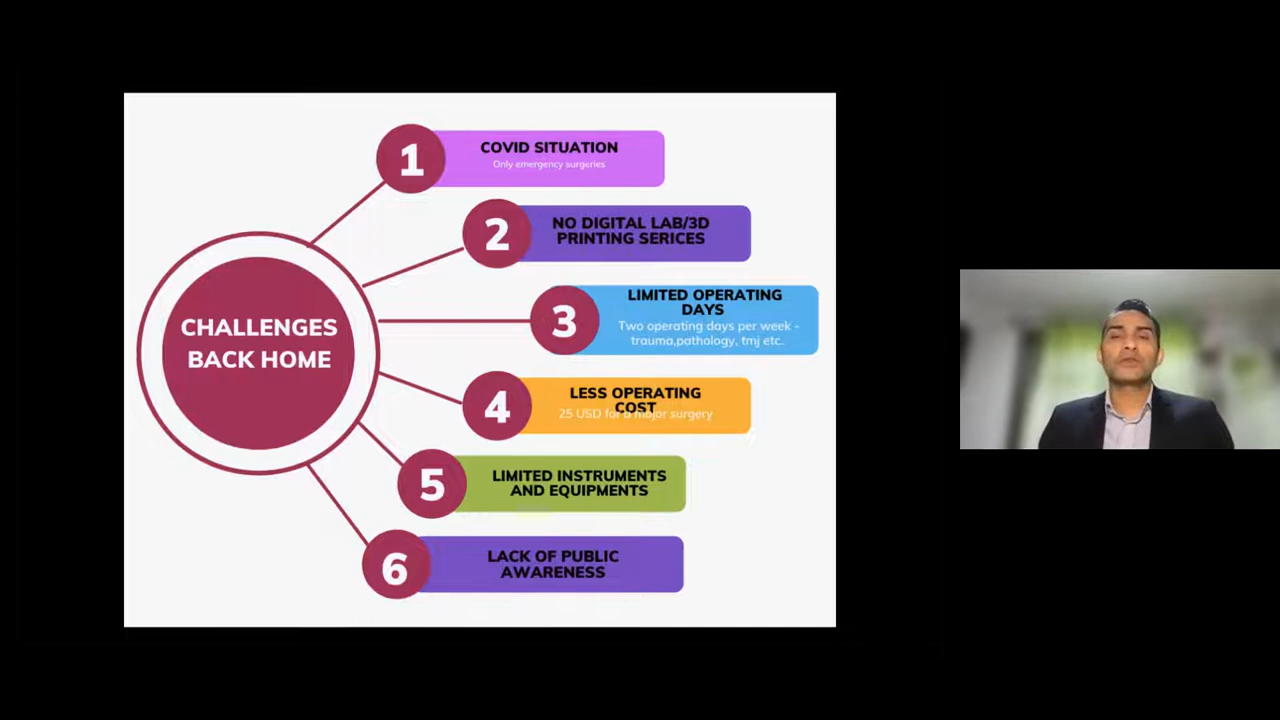 CHALLENGES
BACK HOME
1
COVID SITUATION
Only emergency surgeries
2
NO DIGITAL LAB/3D
PRINTING SERICES
3
LIMITED OPERATING
DAYS
Two operating days per week -
trauma,pathology, tmj etc.
4
LESS OPERATING
COST
25 USD for a major surgery
5
LIMITED INSTRUMENTS
AND EQUIPMENTS
6
LACK OF PUBLIC
AWARENESS